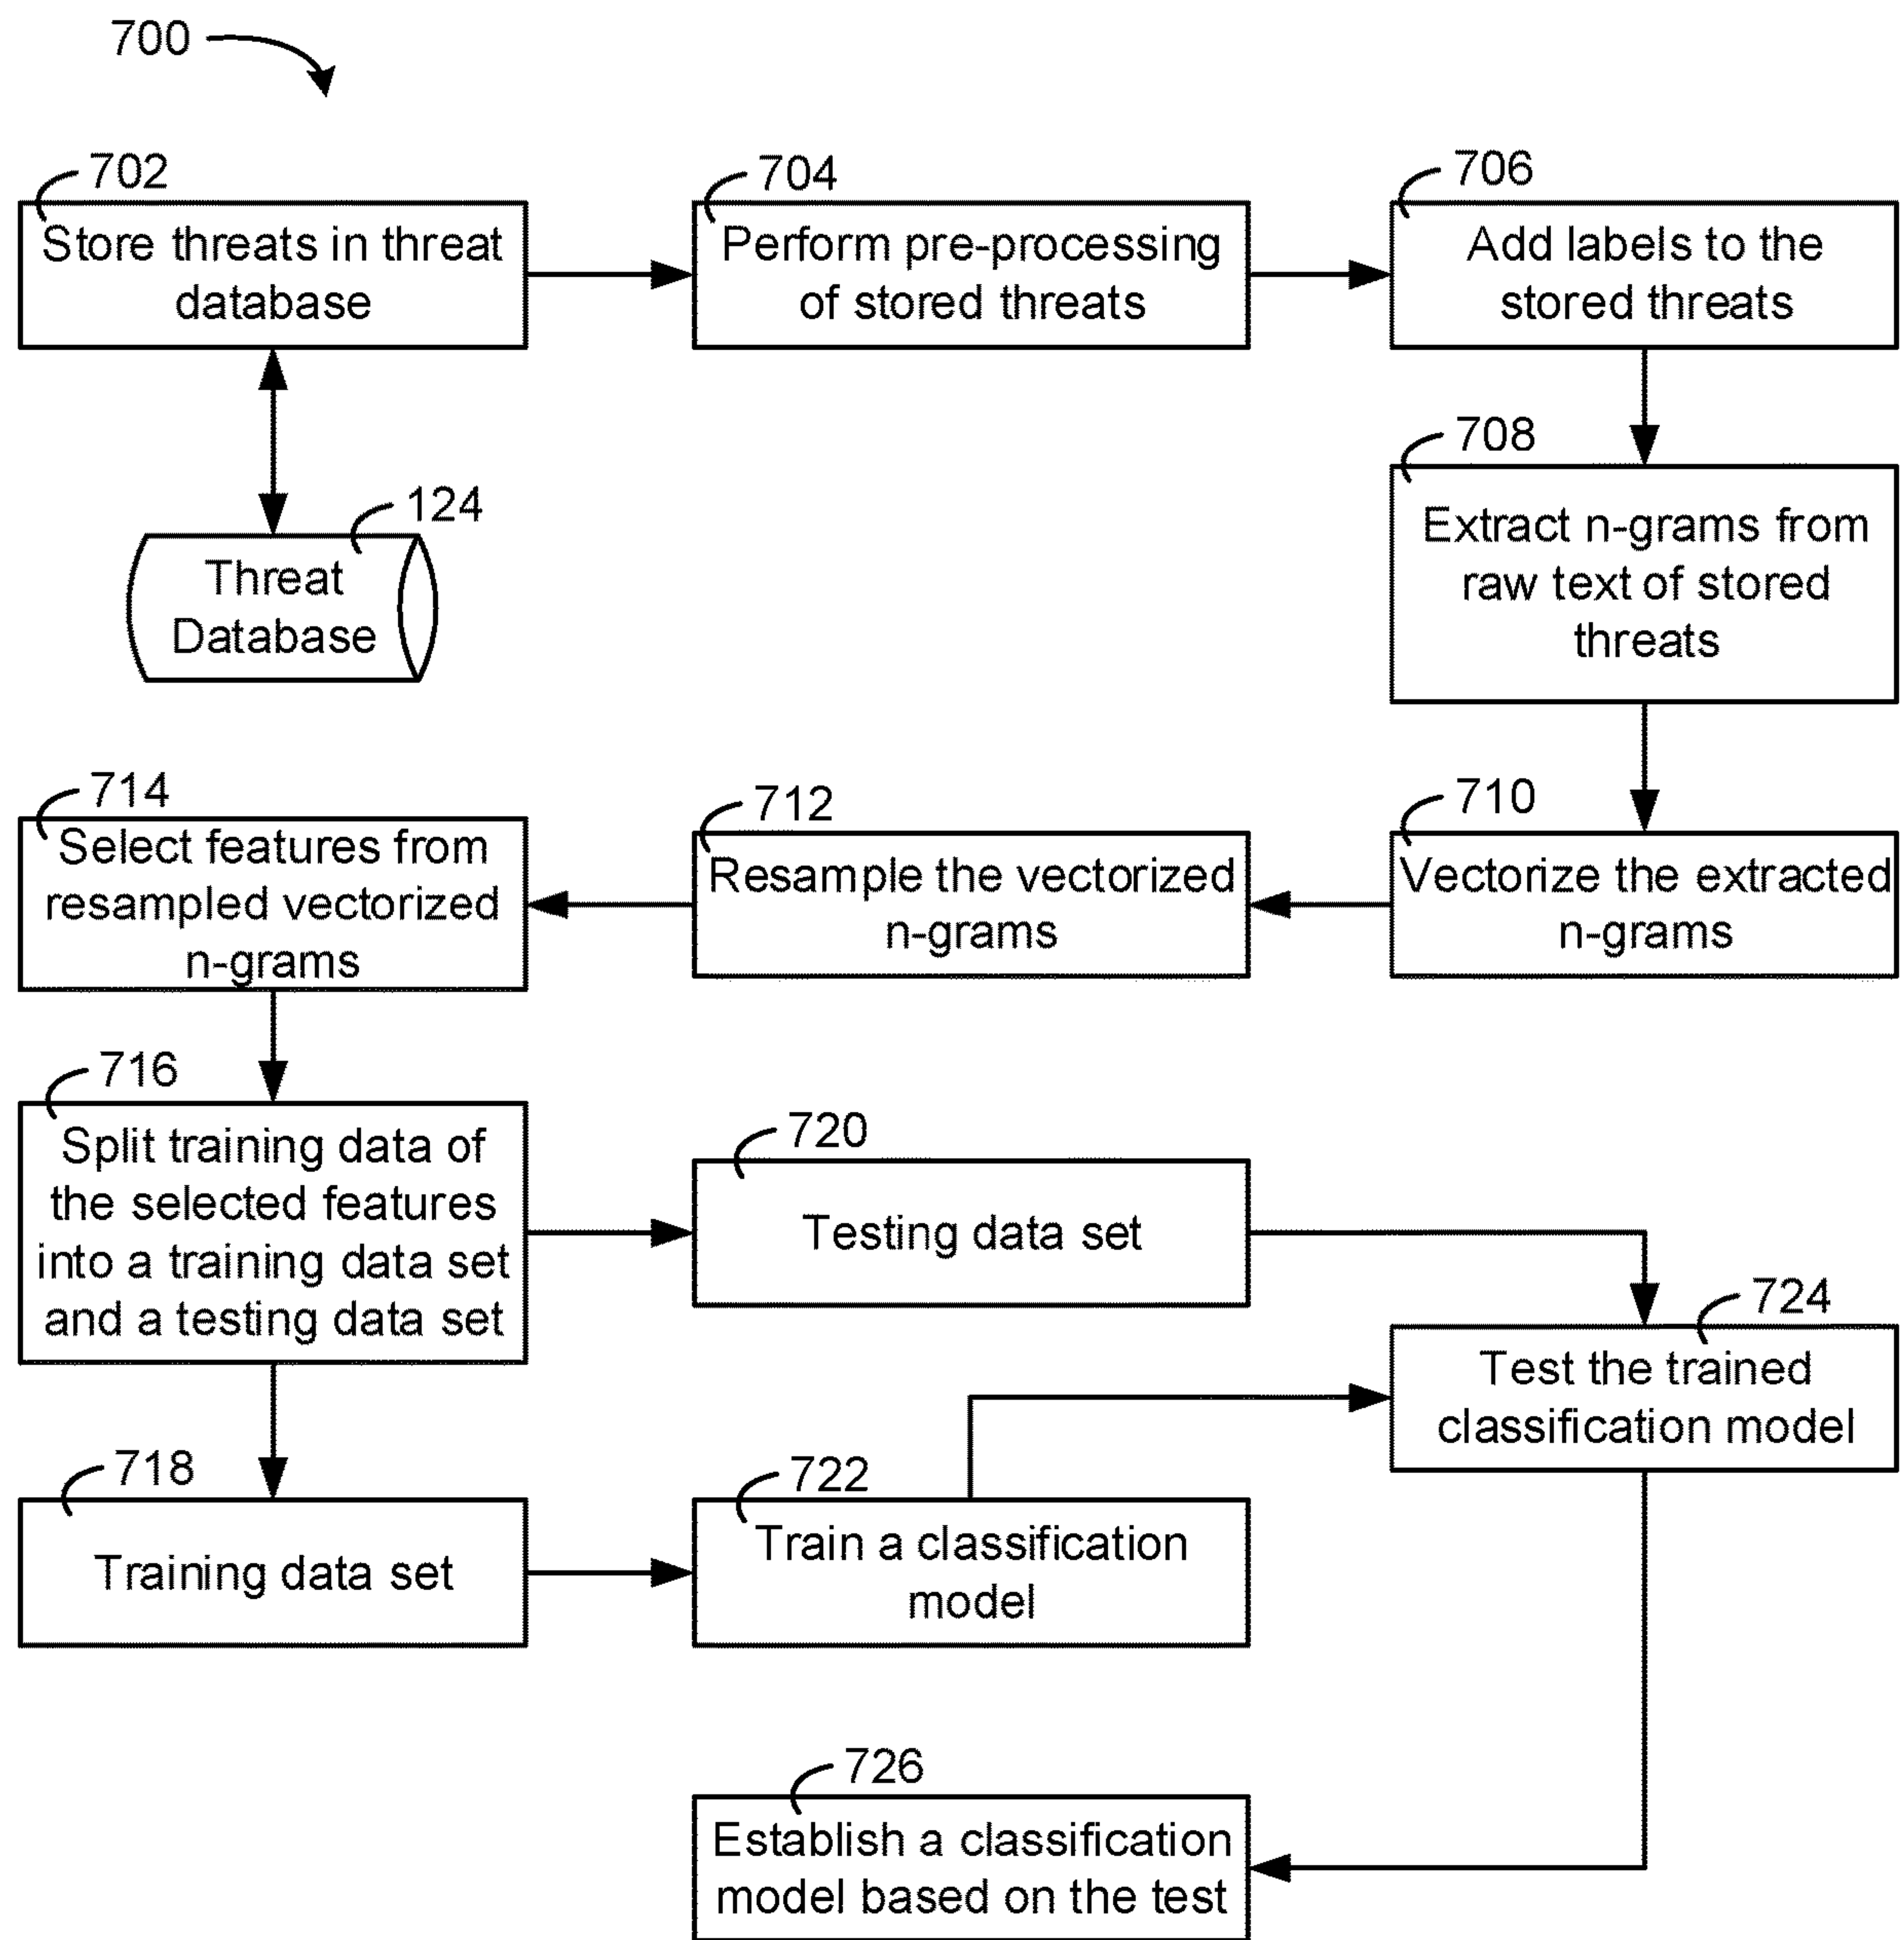 700
702
Store threats in threat
database
704
Perform pre-processing
of stored threats
706
Add labels to the
stored threats
124
Threat
Database
708
Extract n-grams from
raw text of stored
threats
710
Vectorize the extracted
n-grams
712
Resample the vectorized
n-grams
714
Select features from
resampled vectorized
n-grams
716
Split training data of
the selected features
into a training data set
and a testing data set
720
Testing data set
718
Training data set
722
Train a classification
model
724
Test the trained
classification model
726
Establish a classification
model based on the test